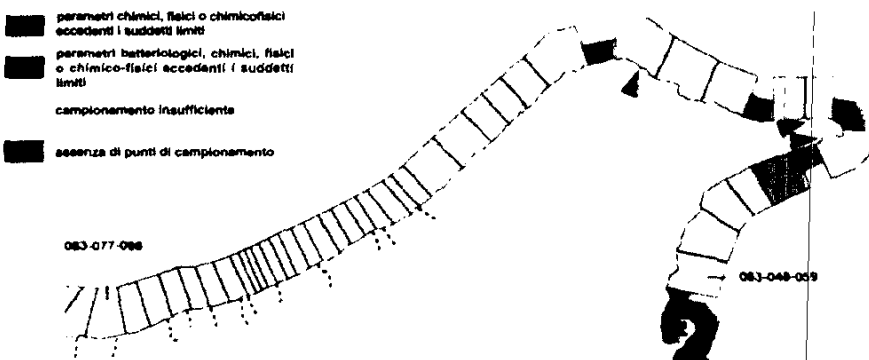 parametri chimici, fisici o chimicofisici
eccedenti i suddetti limiti
parametri batteriologici, chimici, fisici
o chimico-fisici eccedenti i suddetti
limiti
campionamento insufficiente
assenza di punti di campionamento
083-077-086
083-048-059